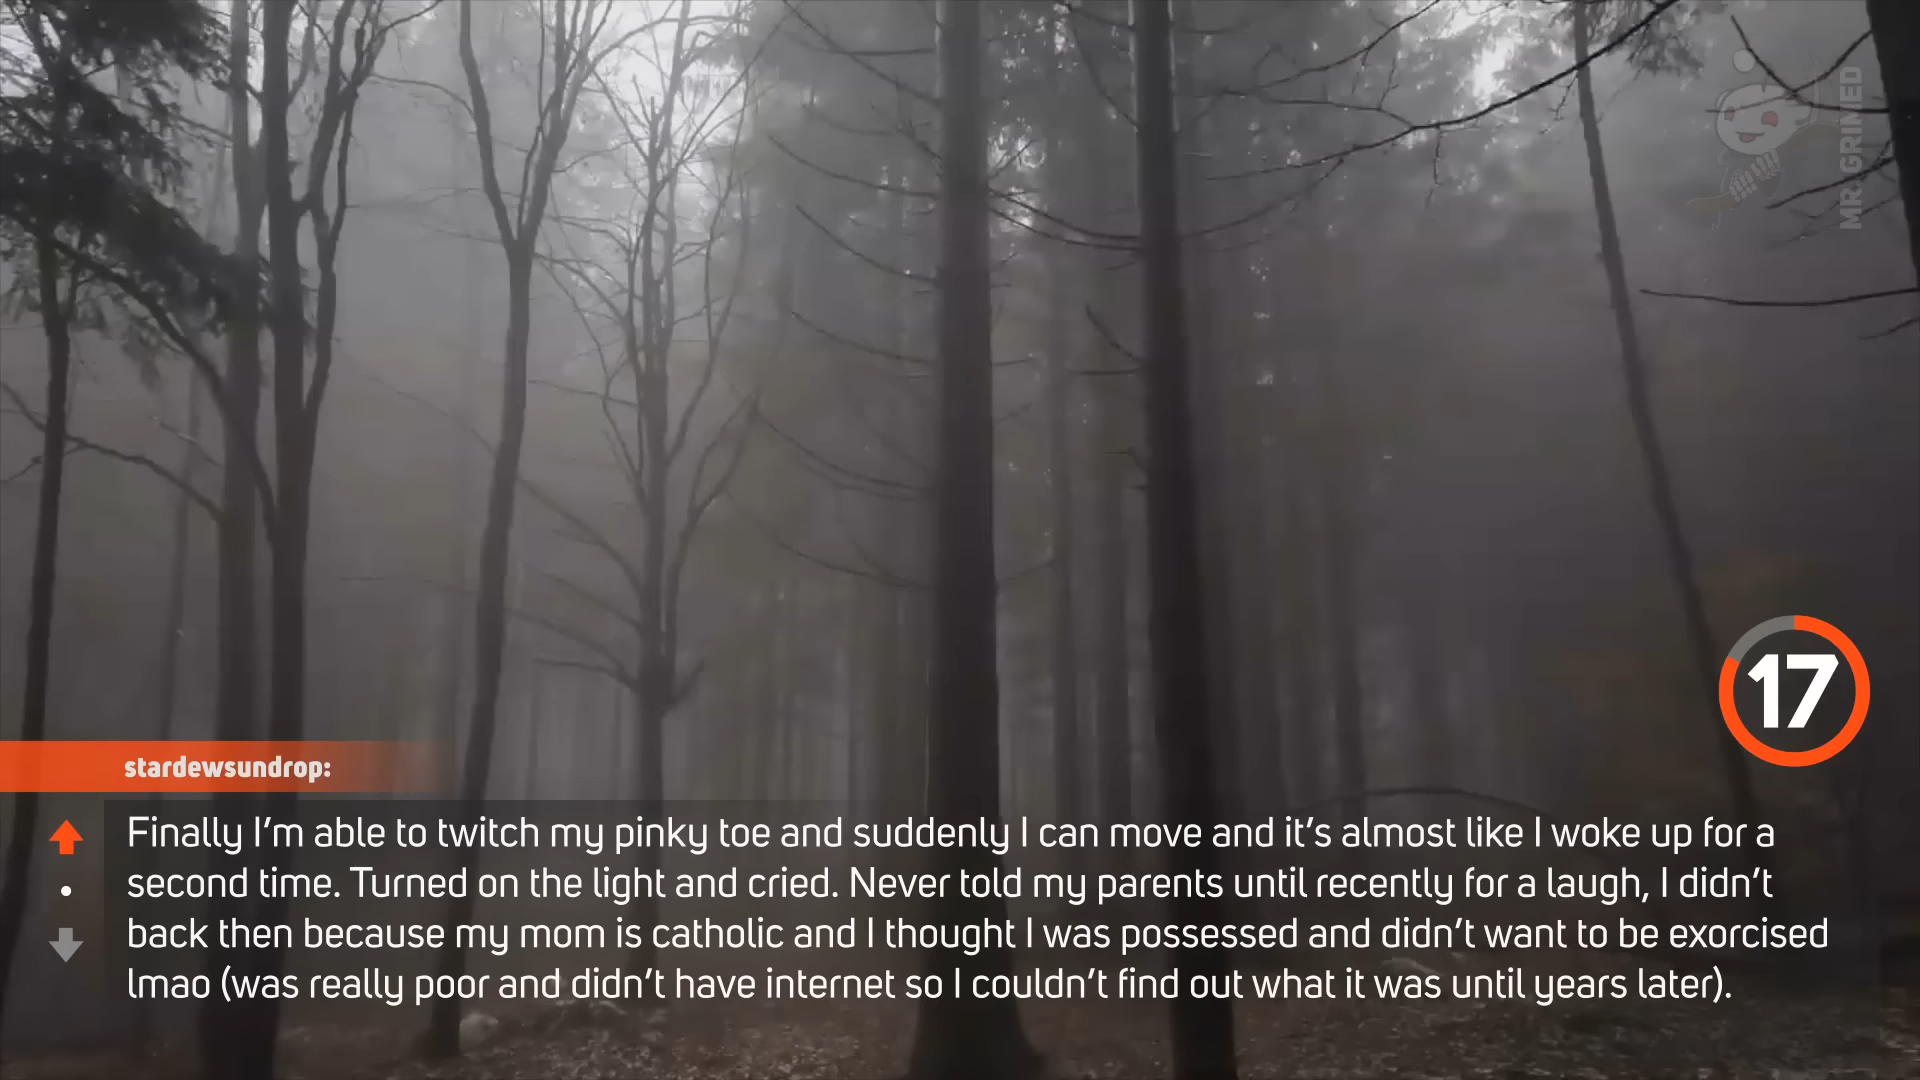 MR.GRIMED
17
stardewsundrop:
Finally I’m able to twitch my pinky toe and suddenly I can move and it’s almost like I woke up for a
second time. Turned on the light and cried. Never told my parents until recently for a laugh, I didn’t
back then because my mom is catholic and I thought I was possessed and didn’t want to be exorcised
lmao (was really poor and didn’t have internet so I couldn’t find out what it was until years later).